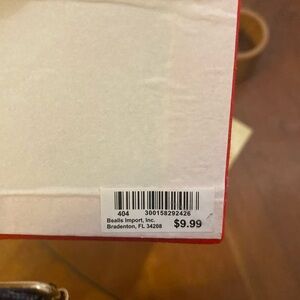 404 300158292426
Bealls Import, Inc.
Bradenton, FL 34208 $9.99